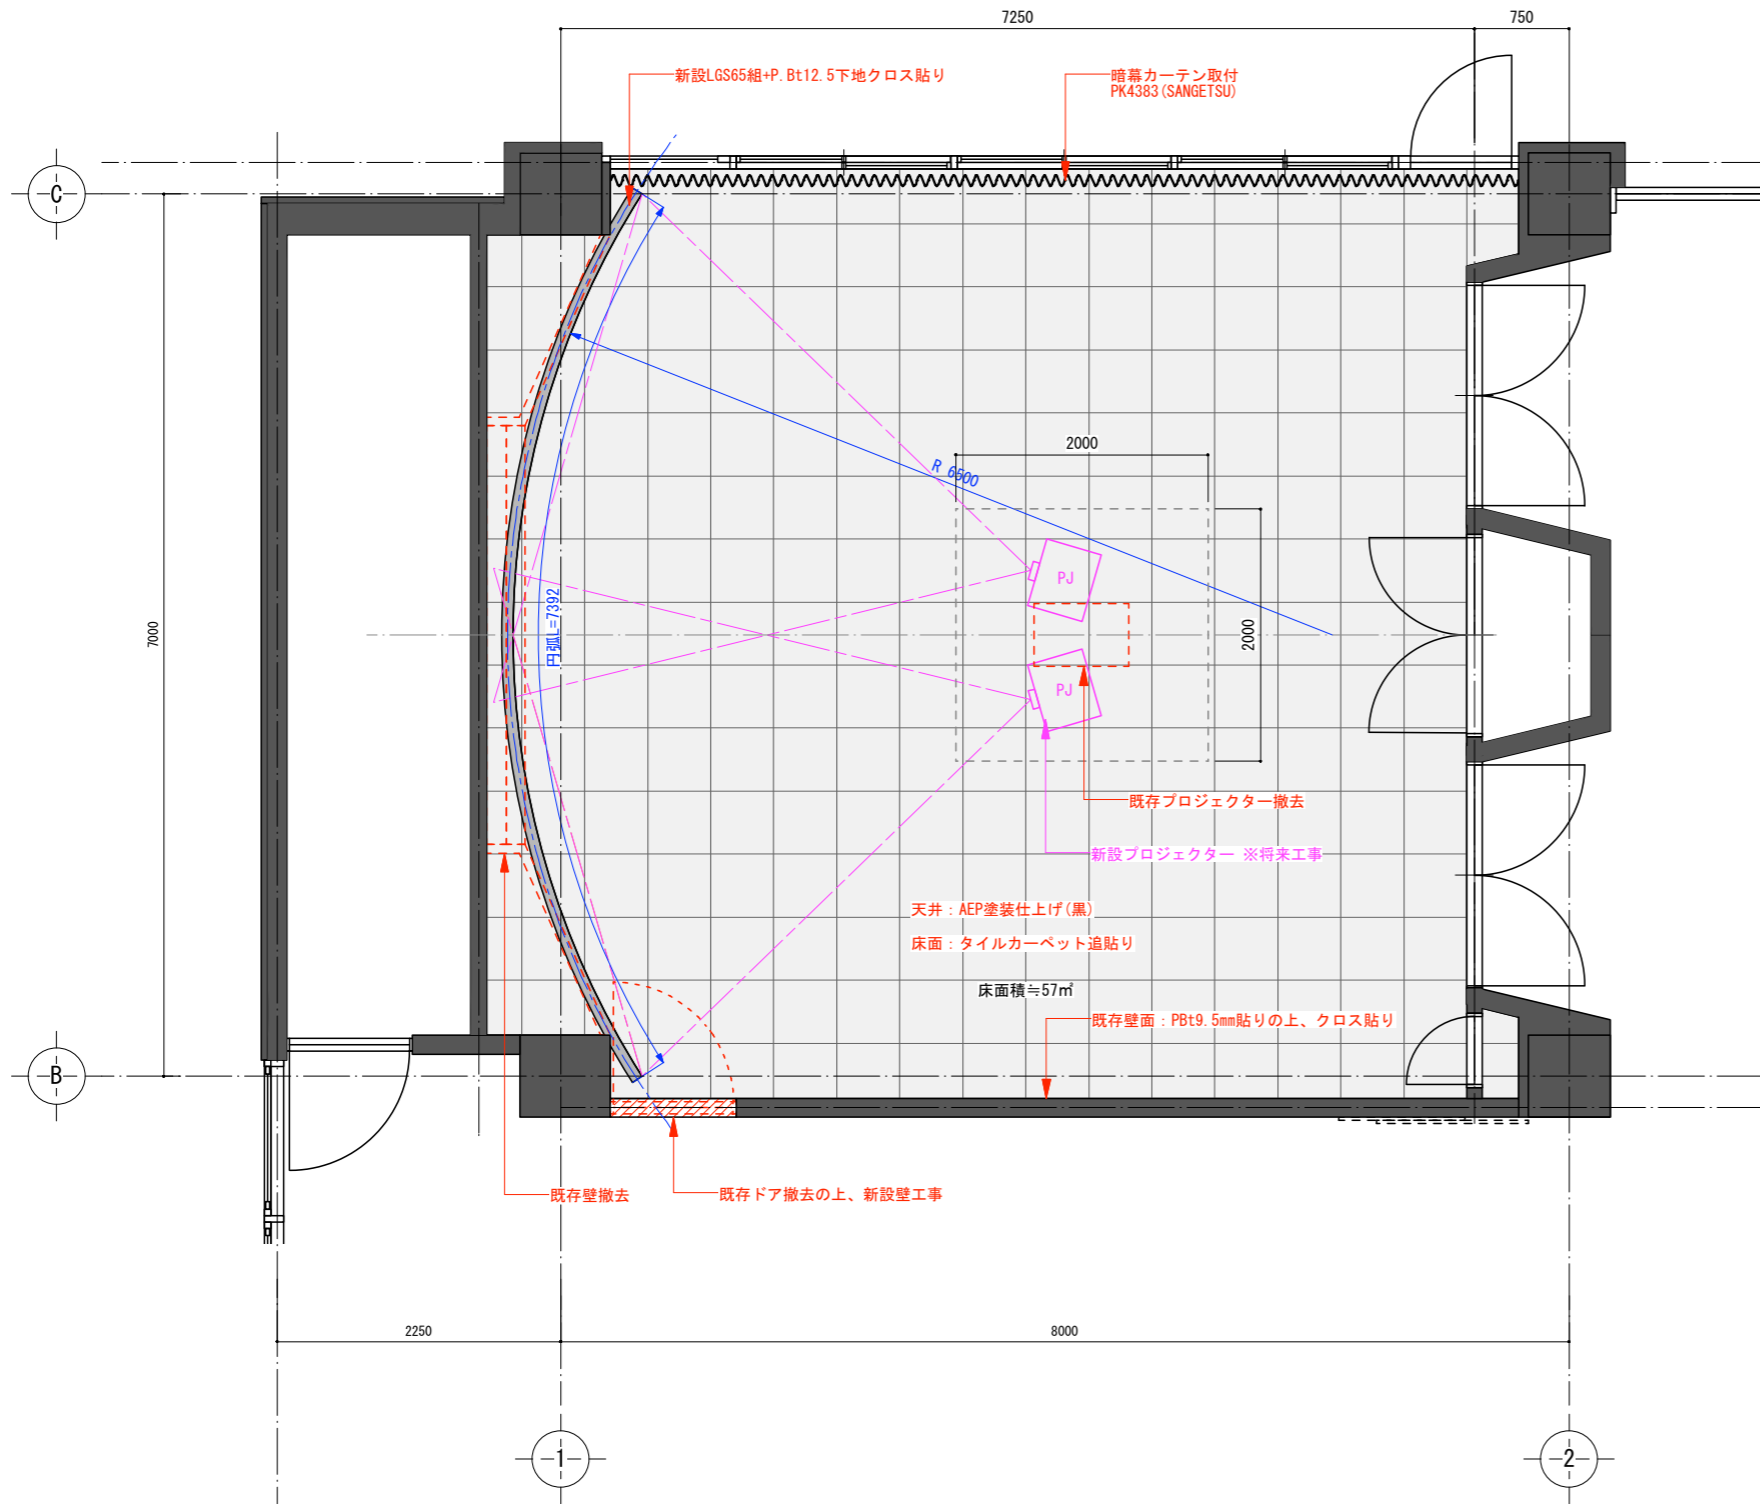 7250
750
新設LGS65組+P.Bt12.5下地クロス貼り
暗幕カーテン取付
PK4383(SANGETSU)
C
2000
R 6500
7000
円弧L=7392
PJ
2000
PJ
既存プロジェクター撤去
新設プロジェクター ※将来工事
天井：AEP塗装仕上げ(黒)
床面：タイルカーペット追貼り
床面積≒57㎡
既存壁面：PBt9.5mm貼りの上、クロス貼り
B
既存壁撤去
既存ドア撤去の上、新設壁工事
2250
8000
1
2